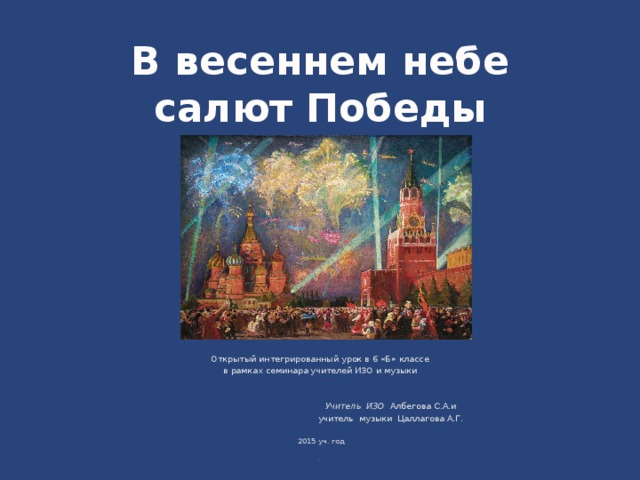 В весеннем небе
салют Победы
Открытый интегрированный урок в 6 «Б» классе
в рамках семинара учителей ИЗО и музыки
Учитель ИЗО Албегова С.А.и
учитель музыки Цаллагова А.Г.
2015 уч. год